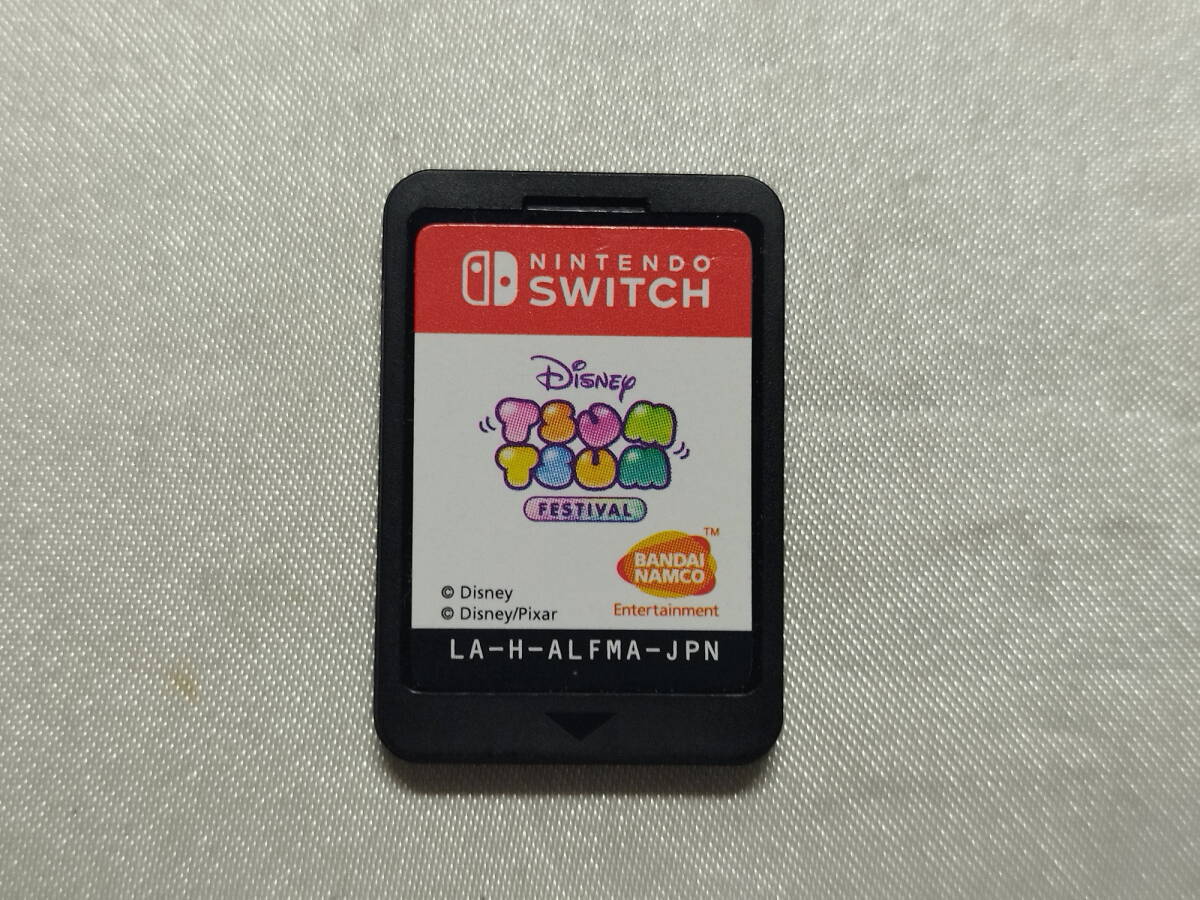 NINTENDO
SWITCH
Disney
TSUM
TSUM
FESTIVAL
TM
BANDAI
NAMCO
Entertainment
© Disney
© Disney/Pixar
LA-H-ALFMA-JPN